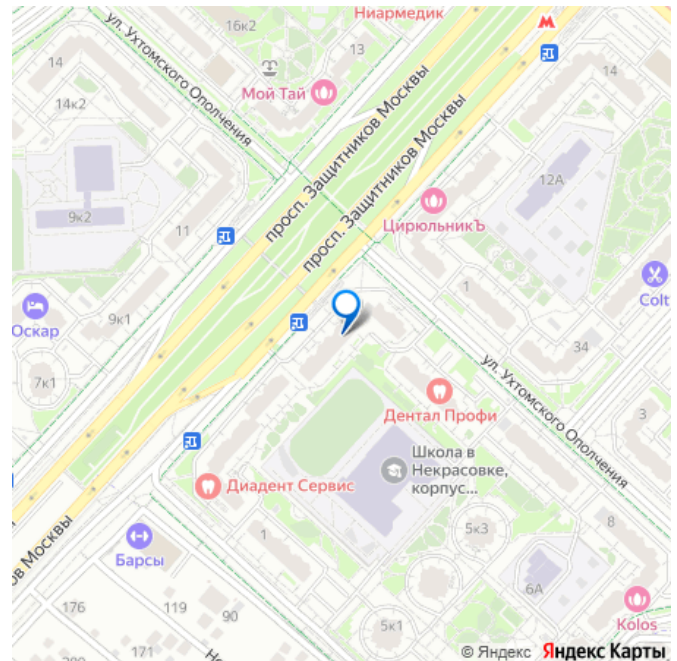 Ниармедик
16к2
ул. Ухтомского Ополчения
13
14
14
Мой Тай
14к2
просп. Защитников Москвы
просп. Защитников Москвы
12А
9к2
ЦирюльникЪ
11
1
Colt
Оскар
9к1
34
7к1
ул. Ухтомского Ополчения
3
Дентал Профи
Школа в
Некрасовке,
корпус...
Диадент Сервис
5к3
8
1
ов Москвы
Барсы
6А
176
119
90
Kolos
5к1
171
© Яндекс Яндекс Карты